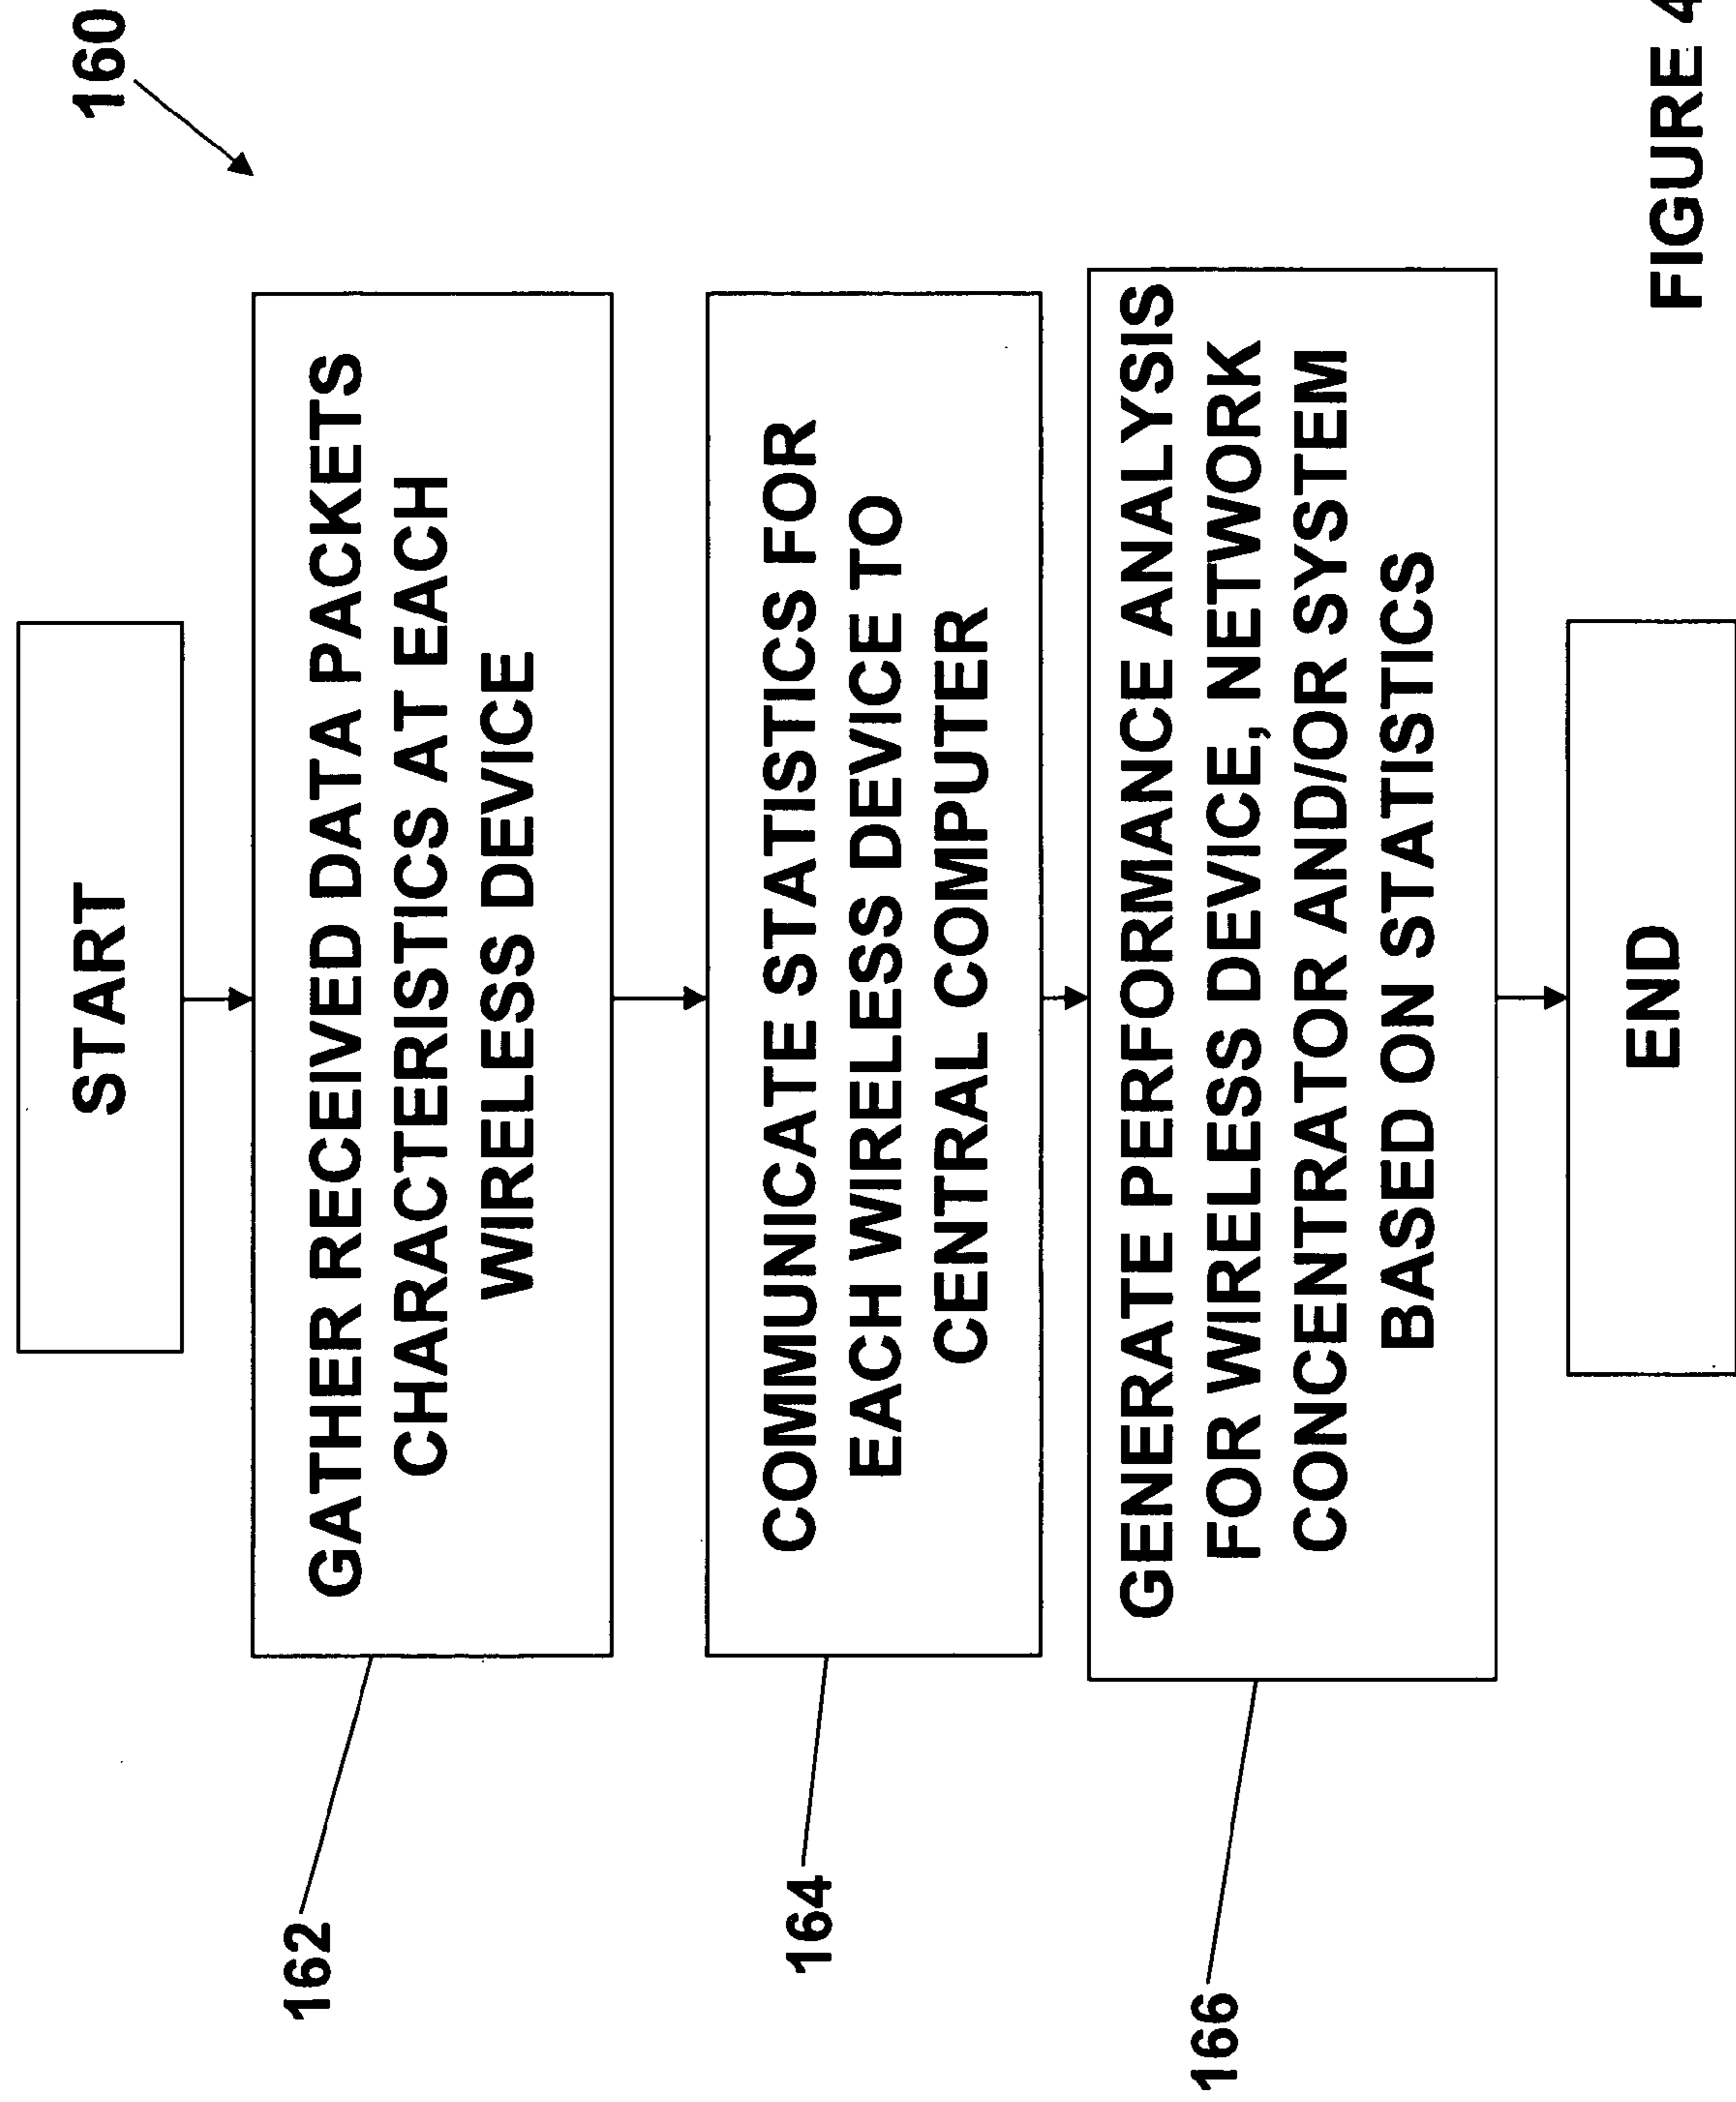 160
START
GATHER RECEIVED DATA PACKETS
CHARACTERISTICS AT EACH
WIRELESS DEVICE
162
COMMUNICATE STATISTICS FOR
EACH WIRELESS DEVICE TO
CENTRAL COMPUTER
164
GENERATE PERFORMANCE ANALYSIS
FOR WIRELESS DEVICE, NETWORK
CONCENTRATOR AND/OR SYSTEM
BASED ON STATISTICS
166
END
FIGURE 4